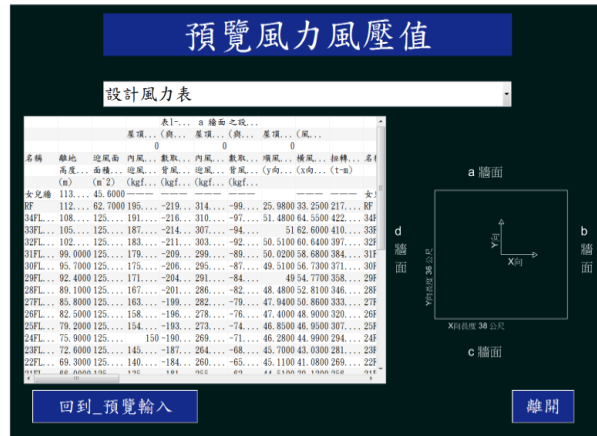 預覽風力風壓值
設計風力表
表1-... a 牆面之設...
屋頂... (與... 屋頂... (與... 屋頂... (風...
0 0 0
名稱 離地 迎風面 內風... 數取... 內風... 數取... 順風... 橫風... 扭轉... 名稱
高度... 面積... 迎風... 背風... 迎風... 背風... (y向... (x向... (t-m)
(m) (m^2) (kgf... (kgf... (kgf... (kgf...
女兒牆 113... 45.6000 ——— ——— ——— ——— 女兒
RF 112... 62.7000 195... -219... 314... -99... 25.9800 33.2500 217... RF
34FL... 108... 125... 191... -216... 310... -97... 51.4800 64.5500 422... 34F
33FL... 105... 125... 187... -214... 307... -94... 51 62.6000 410... 33F
32FL... 102... 125... 183... -211... 303... -92... 50.5100 60.6400 397... 32F
31FL... 99.0000 125... 179... -209... 299... -89... 50.0200 58.6800 384... 31F
30FL... 95.7000 125... 175... -206... 295... -87... 49.5100 56.7300 371... 30F
29FL... 92.4000 125... 171... -204... 291... -84... 49 54.7700 358... 29F
28FL... 89.1000 125... 167... -201... 286... -82... 48.4800 52.8100 346... 28F
27FL... 85.8000 125... 163... -199... 282... -79... 47.9400 50.8600 333... 27F
26FL... 82.5000 125... 158... -196... 278... -76... 47.4000 48.9000 320... 26F
25FL... 79.2000 125... 154... -193... 273... -74... 46.8500 46.9500 307... 25F
24FL... 75.9000 125... 150 -190... 269... -71... 46.2800 44.9900 294... 24F
23FL... 72.6000 125... 145... -187... 264... -68... 45.7000 43.0300 281... 23F
22FL... 69.3000 125... 140... -184... 260... -65... 45.1100 41.0800 269... 22F
a 牆面
d 牆面
b 牆面
Y向
X向
Y向長度 36 公尺
X向長度 38 公尺
c 牆面
回到_預覽輸入
離開